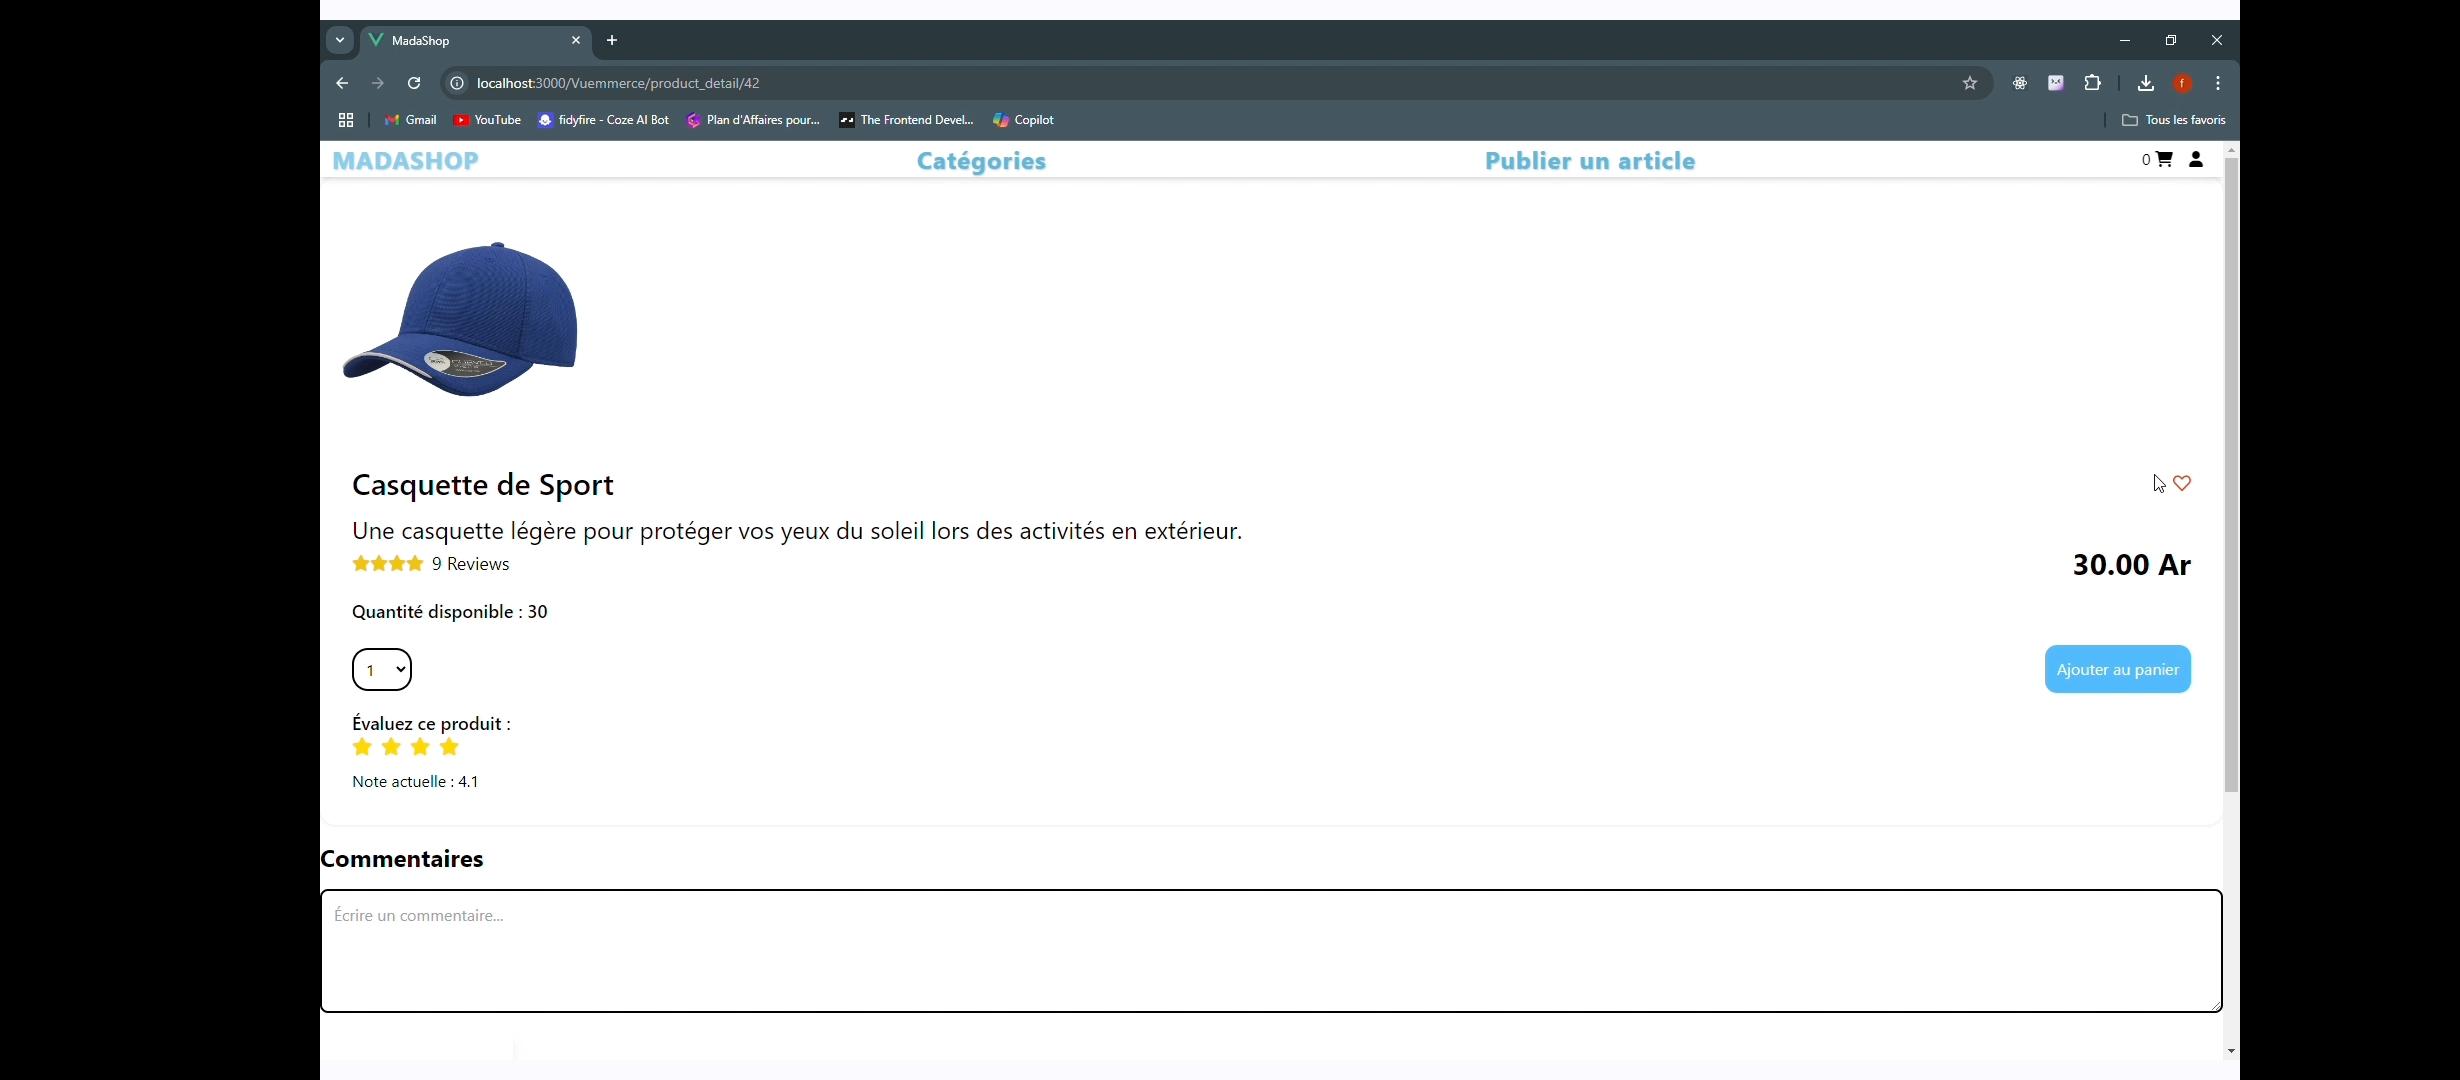 MadaShop
localhost:3000/Vuemmerce/product_detail/42
f
Gmail
YouTube
fidyfire - Coze AI Bot
Plan d'Affaires pour...
The Frontend Devel...
Copilot
Tous les favoris
MADASHOP
Catégories
Publier un article
0
Casquette de Sport
Une casquette légère pour protéger vos yeux du soleil lors des activités en extérieur.
9 Reviews
30.00 Ar
Quantité disponible : 30
1
Ajouter au panier
Évaluez ce produit :
Note actuelle : 4.1
Commentaires
Écrire un commentaire...